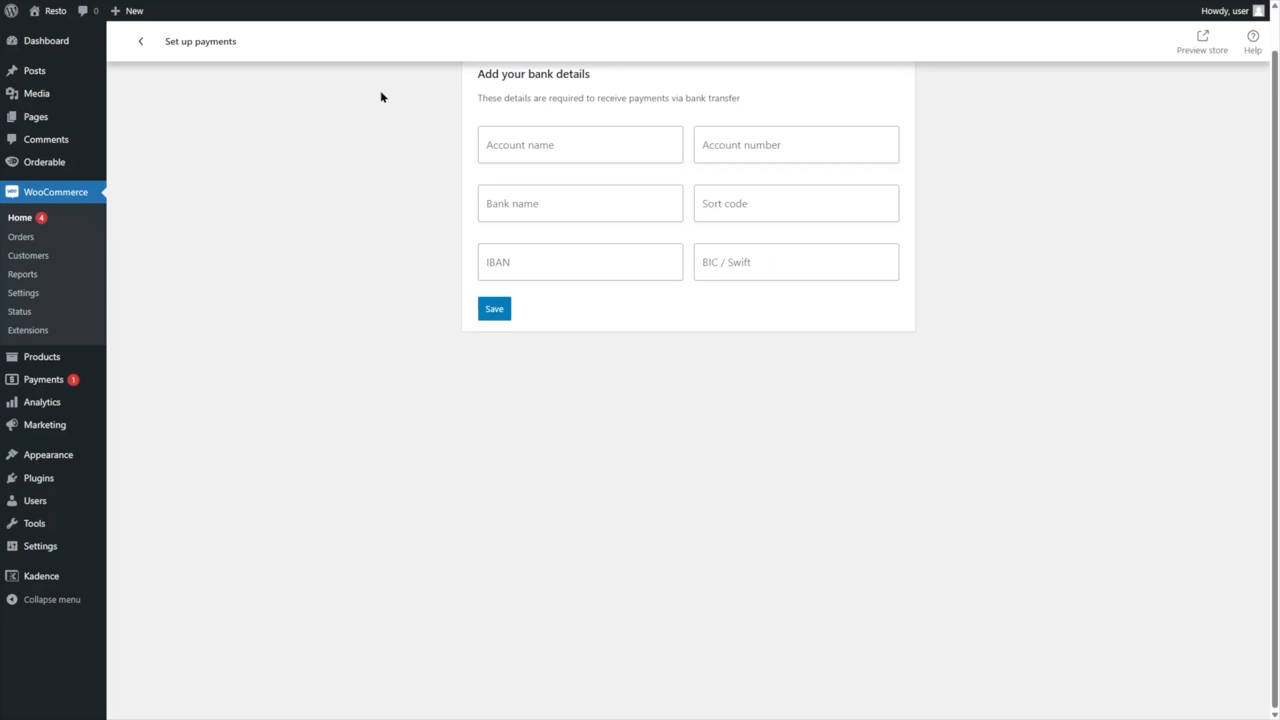 Resto
0
New
Howdy, user
Dashboard
Set up payments
Preview store
Help
Posts
Media
Pages
Comments
Orderable
WooCommerce
Home 4
Orders
Customers
Reports
Settings
Status
Extensions
Products
Payments 1
Analytics
Marketing
Appearance
Plugins
Users
Tools
Settings
Kadence
Collapse menu
Add your bank details
These details are required to receive payments via bank transfer
Account name
Account number
Bank name
Sort code
IBAN
BIC / Swift
Save